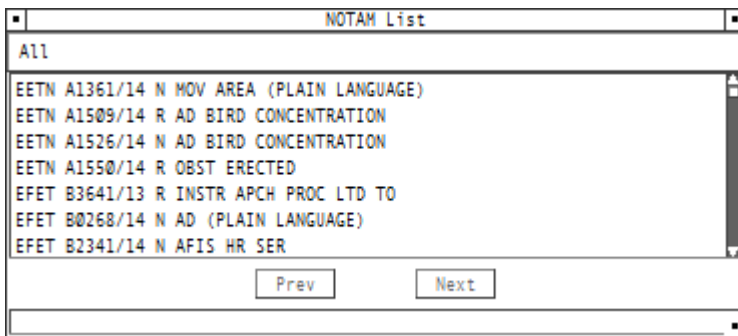 NOTAM List
All
EETN A1361/14 N MOV AREA (PLAIN LANGUAGE)
EETN A1509/14 R AD BIRD CONCENTRATION
EETN A1526/14 N AD BIRD CONCENTRATION
EETN A1550/14 R OBST ERECTED
EFET B3641/13 R INSTR APCH PROC LTD TO
EFET B0268/14 N AD (PLAIN LANGUAGE)
EFET B2341/14 N AFIS HR SER
Prev Next